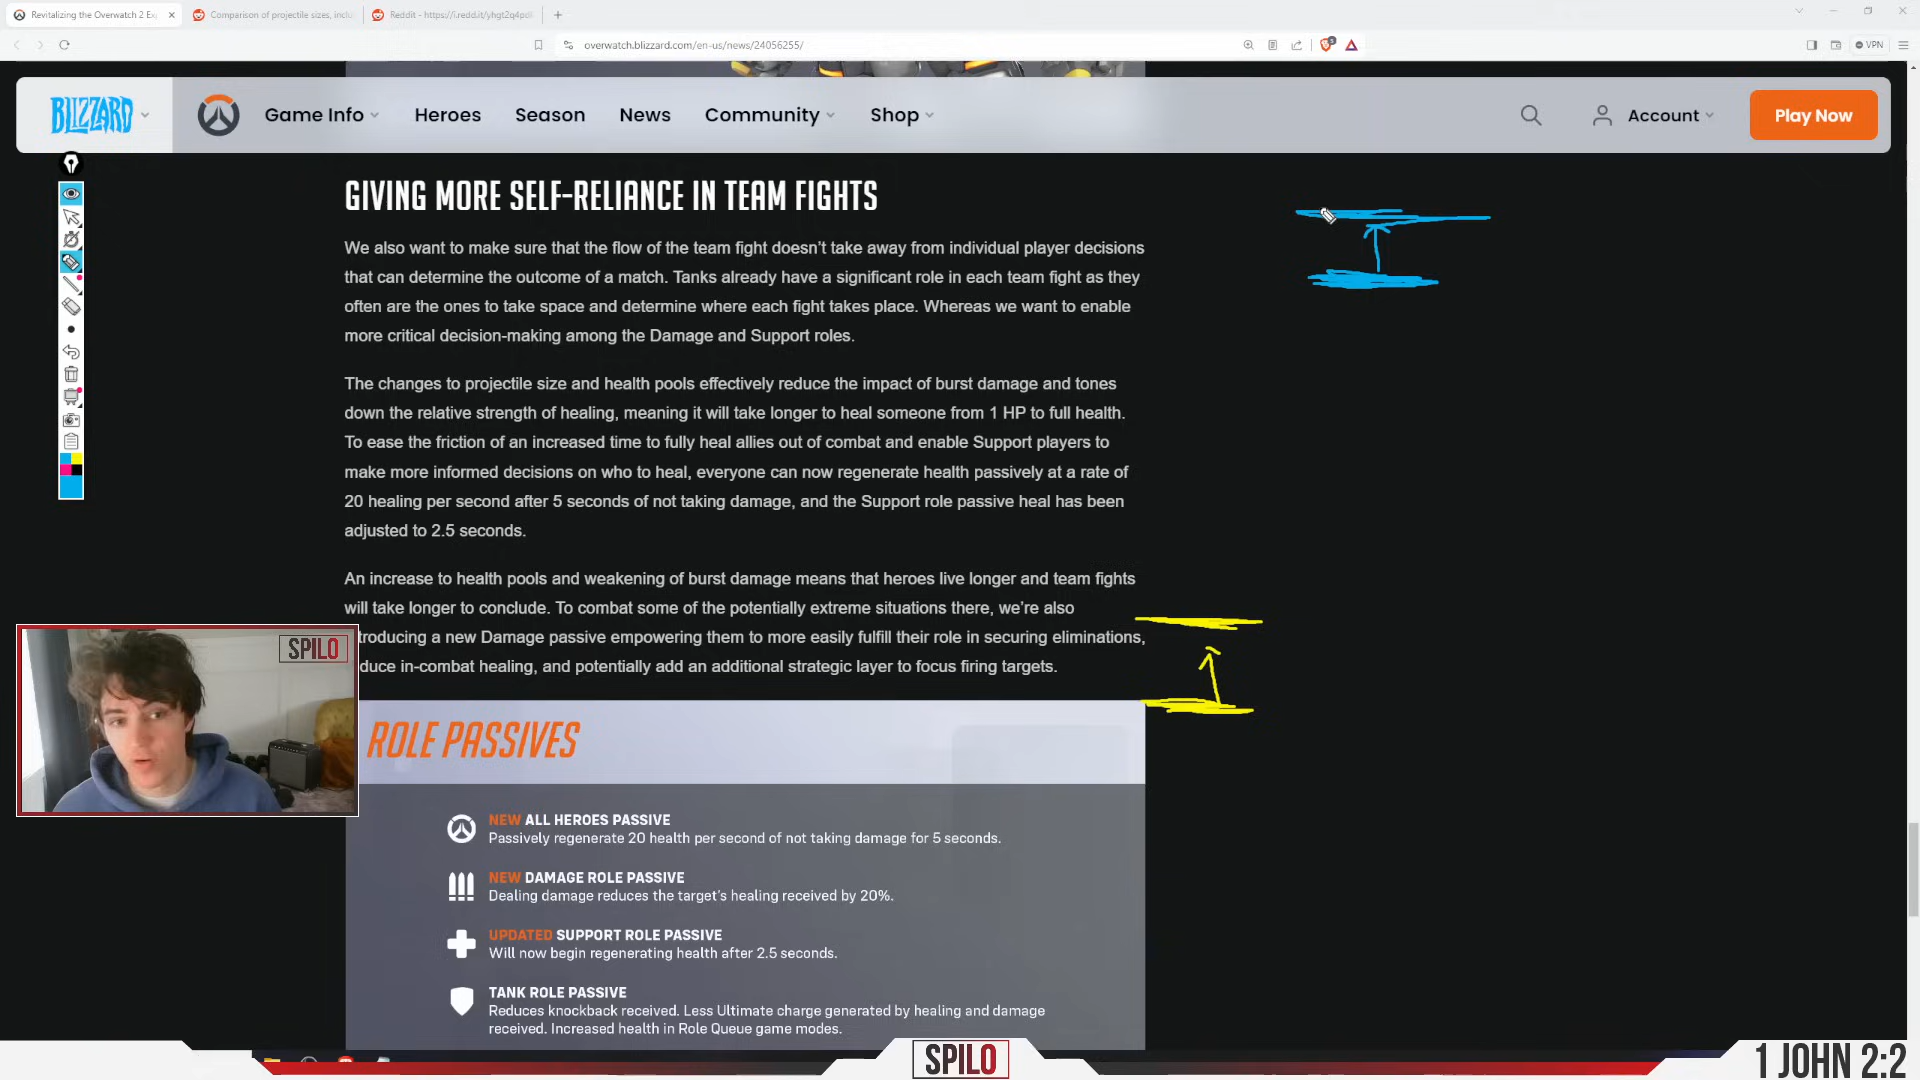 Revitalizing the Overwatch 2 Ex
Comparison of projectile sizes, inclu
Reddit - https://i.redd.it/yhgt2q4pd
overwatch.blizzard.com/en-us/news/24056255/
VPN
BLIZZARD
Game Info
Heroes
Season
News
Community
Shop
Account
Play Now
GIVING MORE SELF-RELIANCE IN TEAM FIGHTS
We also want to make sure that the flow of the team fight doesn't take away from individual player decisions
that can determine the outcome of a match. Tanks already have a significant role in each team fight as they
often are the ones to take space and determine where each fight takes place. Whereas we want to enable
more critical decision-making among the Damage and Support roles.
The changes to projectile size and health pools effectively reduce the impact of burst damage and tones
down the relative strength of healing, meaning it will take longer to heal someone from 1 HP to full health.
To ease the friction of an increased time to fully heal allies out of combat and enable Support players to
make more informed decisions on who to heal, everyone can now regenerate health passively at a rate of
20 healing per second after 5 seconds of not taking damage, and the Support role passive heal has been
adjusted to 2.5 seconds.
An increase to health pools and weakening of burst damage means that heroes live longer and team fights
will take longer to conclude. To combat some of the potentially extreme situations there, we're also
troducing a new Damage passive empowering them to more easily fulfill their role in securing eliminations,
duce in-combat healing, and potentially add an additional strategic layer to focus firing targets.
SPILO
ROLE PASSIVES
NEW ALL HEROES PASSIVE
Passively regenerate 20 health per second of not taking damage for 5 seconds.
NEW DAMAGE ROLE PASSIVE
Dealing damage reduces the target's healing received by 20%.
UPDATED SUPPORT ROLE PASSIVE
Will now begin regenerating health after 2.5 seconds.
TANK ROLE PASSIVE
Reduces knockback received. Less Ultimate charge generated by healing and damage
received. Increased health in Role Queue game modes.
SPILO
1 JOHN 2:2